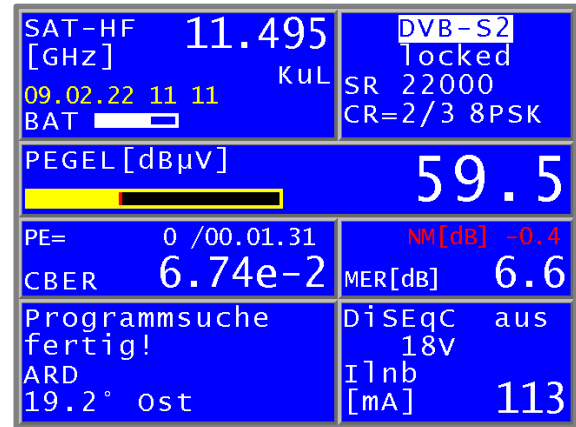 SAT-HF 11.495
[GHz]
KuL
09.02.22 11 11
BAT
DVB-S2
locked
SR 22000
CR=2/3 8PSK
PEGEL[dBµV] 59.5
PE= 0 /00.01.31
CBER 6.74e-2
NM[dB] -0.4
MER[dB] 6.6
Programmsuche
fertig!
ARD
19.2° Ost
DiSEqC aus
18V
Ilnb
[mA] 113